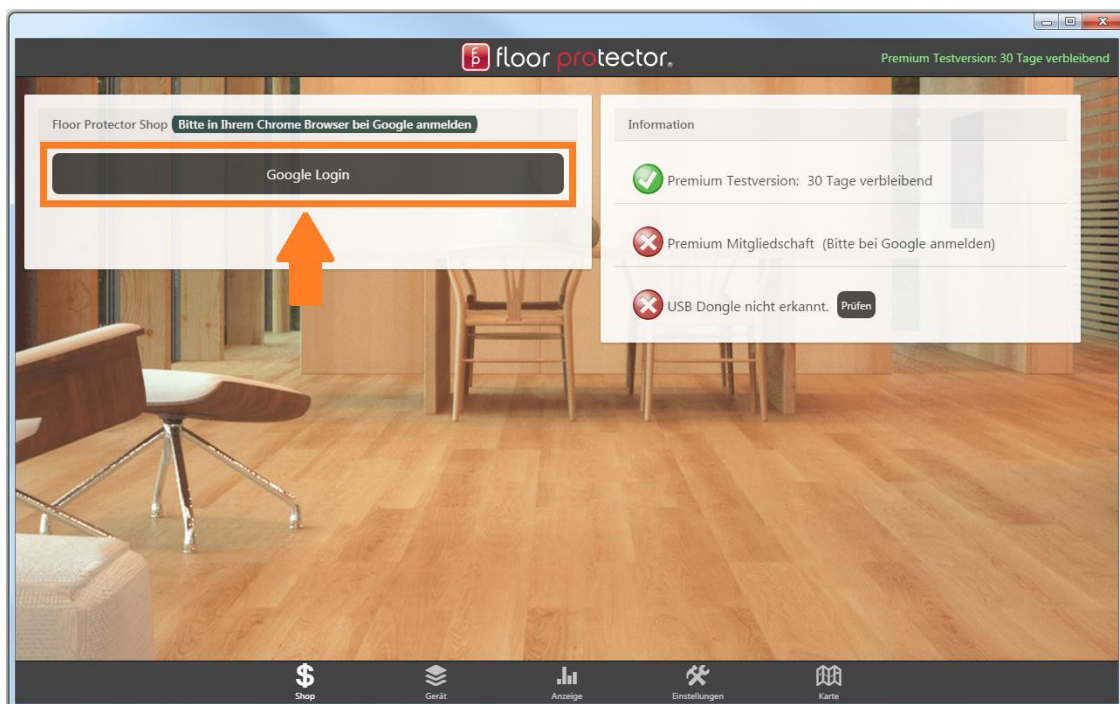 floor protector®
Premium Testversion: 30 Tage verbleibend
Floor Protector Shop Bitte in Ihrem Chrome Browser bei Google anmelden
Google Login
Information
Premium Testversion: 30 Tage verbleibend
Premium Mitgliedschaft (Bitte bei Google anmelden)
USB Dongle nicht erkannt. Prüfen
Shop
Gerät
Anzeige
Einstellungen
Karte